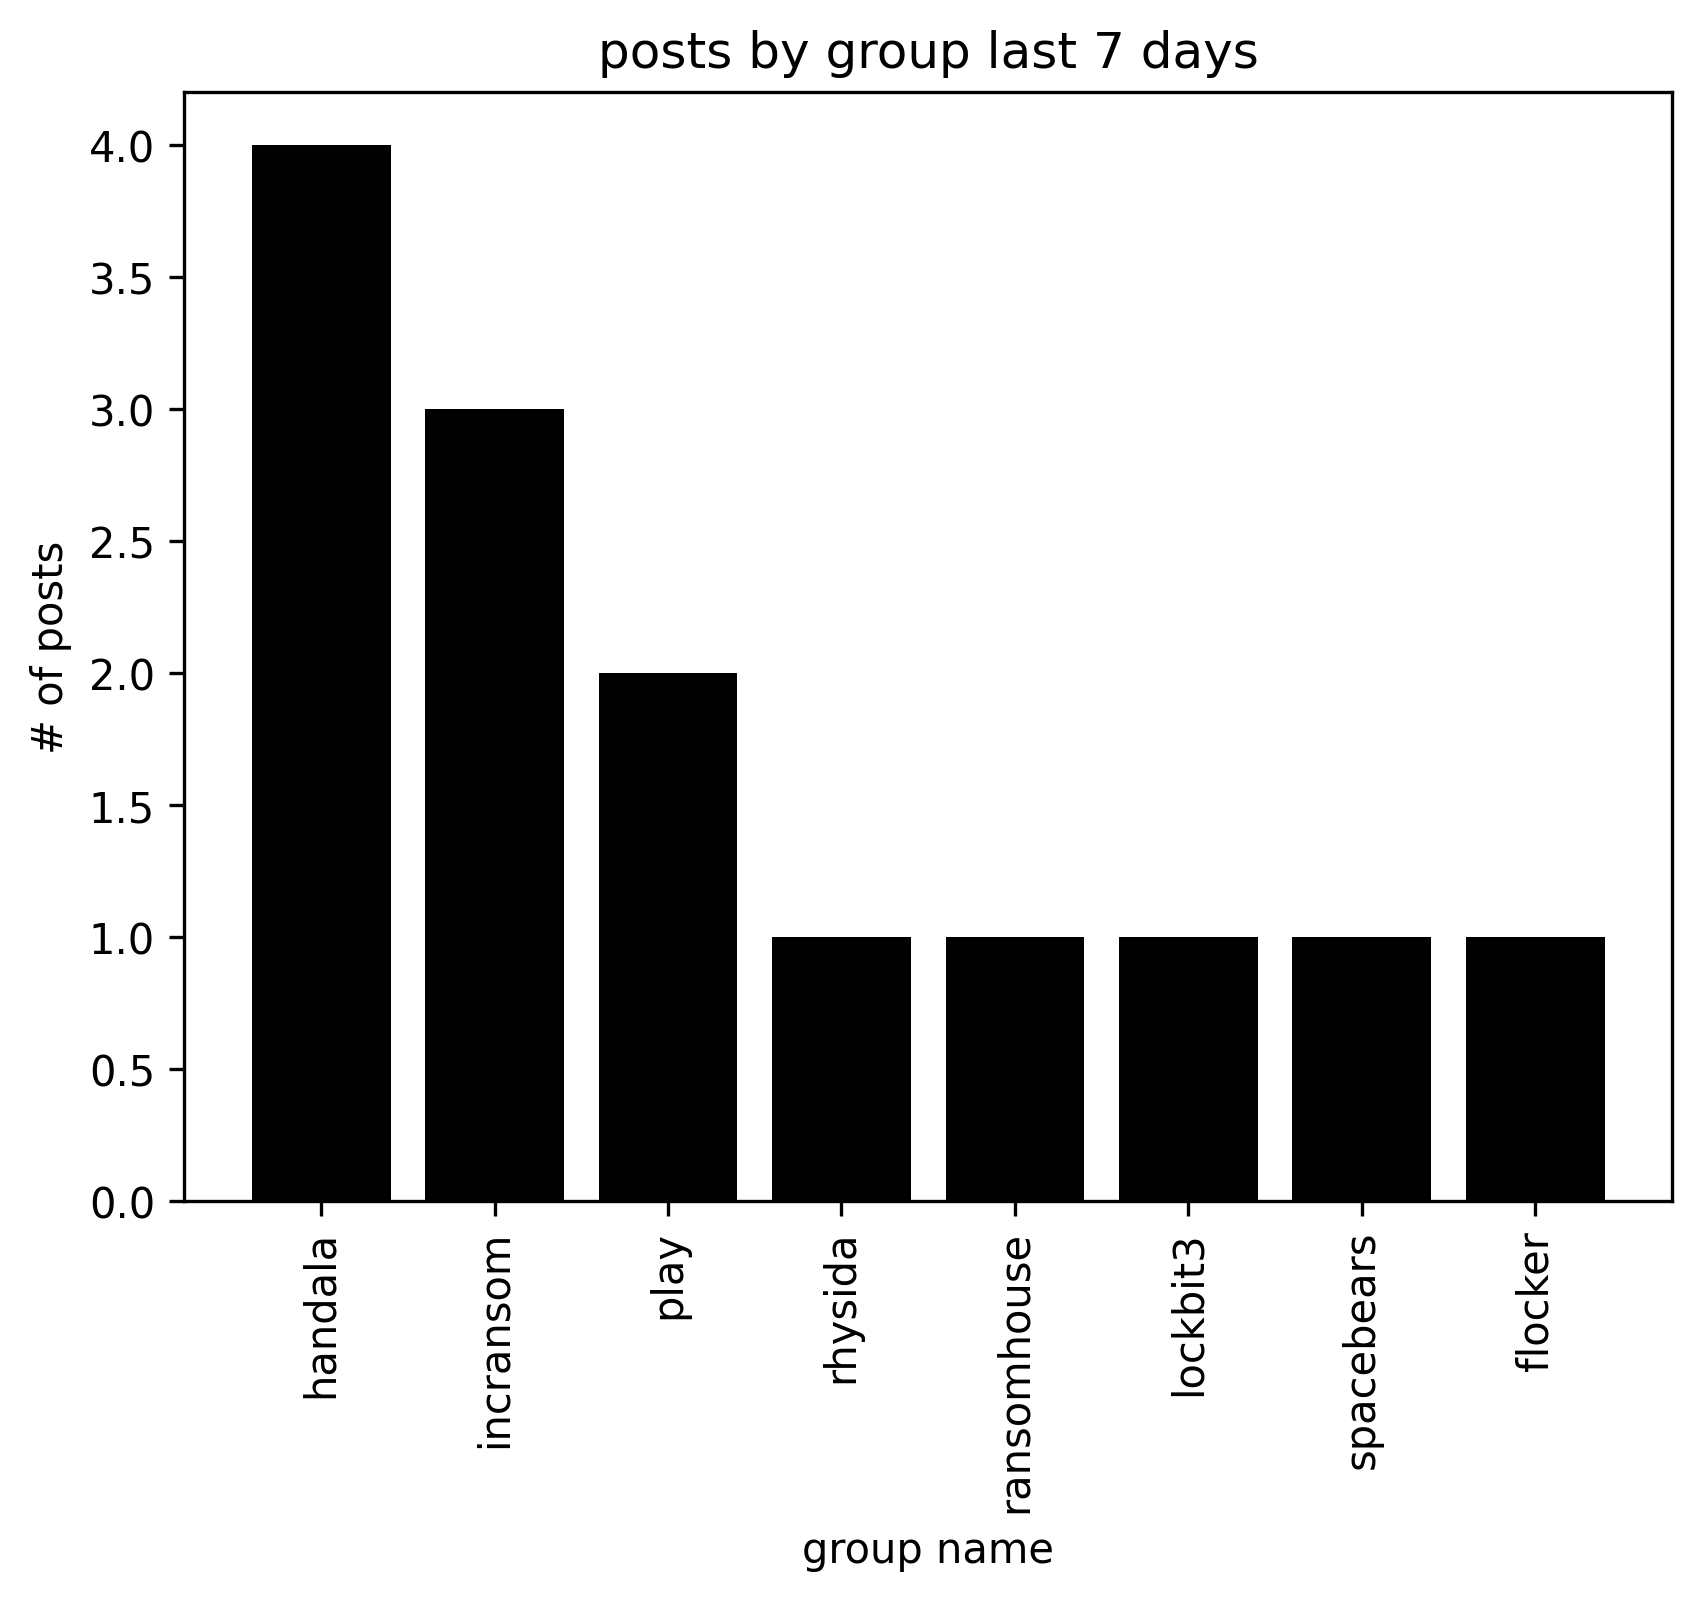 posts by group last 7 days
# of posts
4.0
3.5
3.0
2.5
2.0
1.5
1.0
0.5
0.0
handala
incransom
play
rhysida
ransomhouse
lockbit3
spacebears
flocker
group name